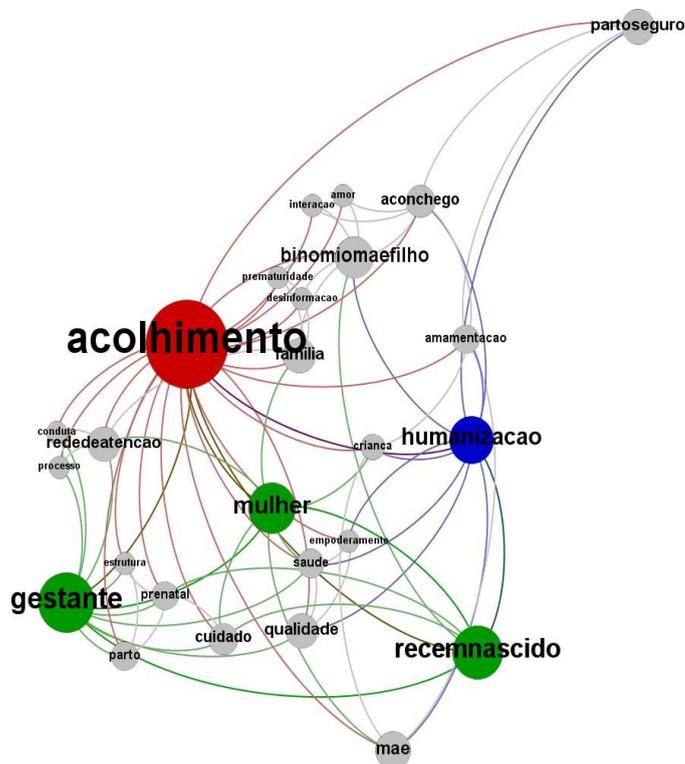 partoseguro
amor
interacao
aconchego
binomiomaefilho
prematuridade
desinformacao
acolhimento
familia
amamentacao
conduta
rededeatencao
humanizacao
crianca
processo
mulher
empoderamento
estrutura
saude
gestante
prenatal
cuidado
qualidade
parto
recemnascido
mae